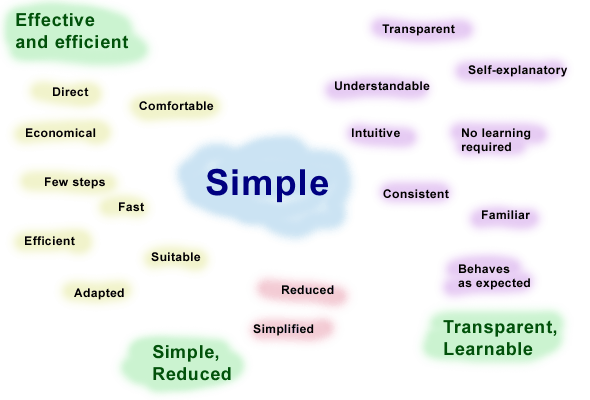 Effective
and efficient
Direct
Comfortable
Economical
Few steps
Fast
Efficient
Suitable
Adapted
Simple
Transparent
Self-explanatory
Understandable
Intuitive
No learning
required
Consistent
Familiar
Behaves
as expected
Reduced
Simplified
Simple,
Reduced
Transparent,
Learnable